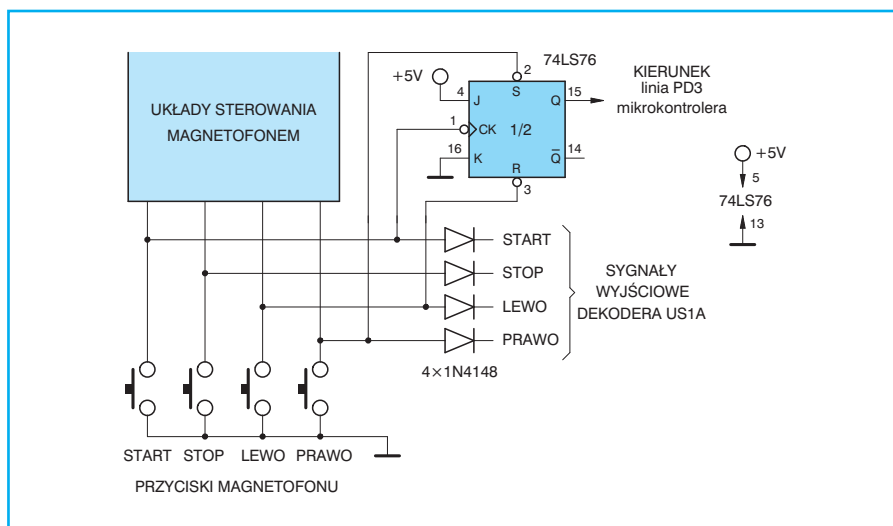 UKŁADY STEROWANIA
MAGNETOFONEM
+5V
74LS76
2
4
J
S
Q
15
1
CK
1/2
16
K
R
Q
14
3
KIERUNEK
linia PD3
mikrokontrolera
+5V
5
74LS76
13
START
STOP
LEWO
PRAWO
4×1N4148
SYGNAŁY
WYJŚCIOWE
DEKODERA US1A
START STOP LEWO PRAWO
PRZYCISKI MAGNETOFONU